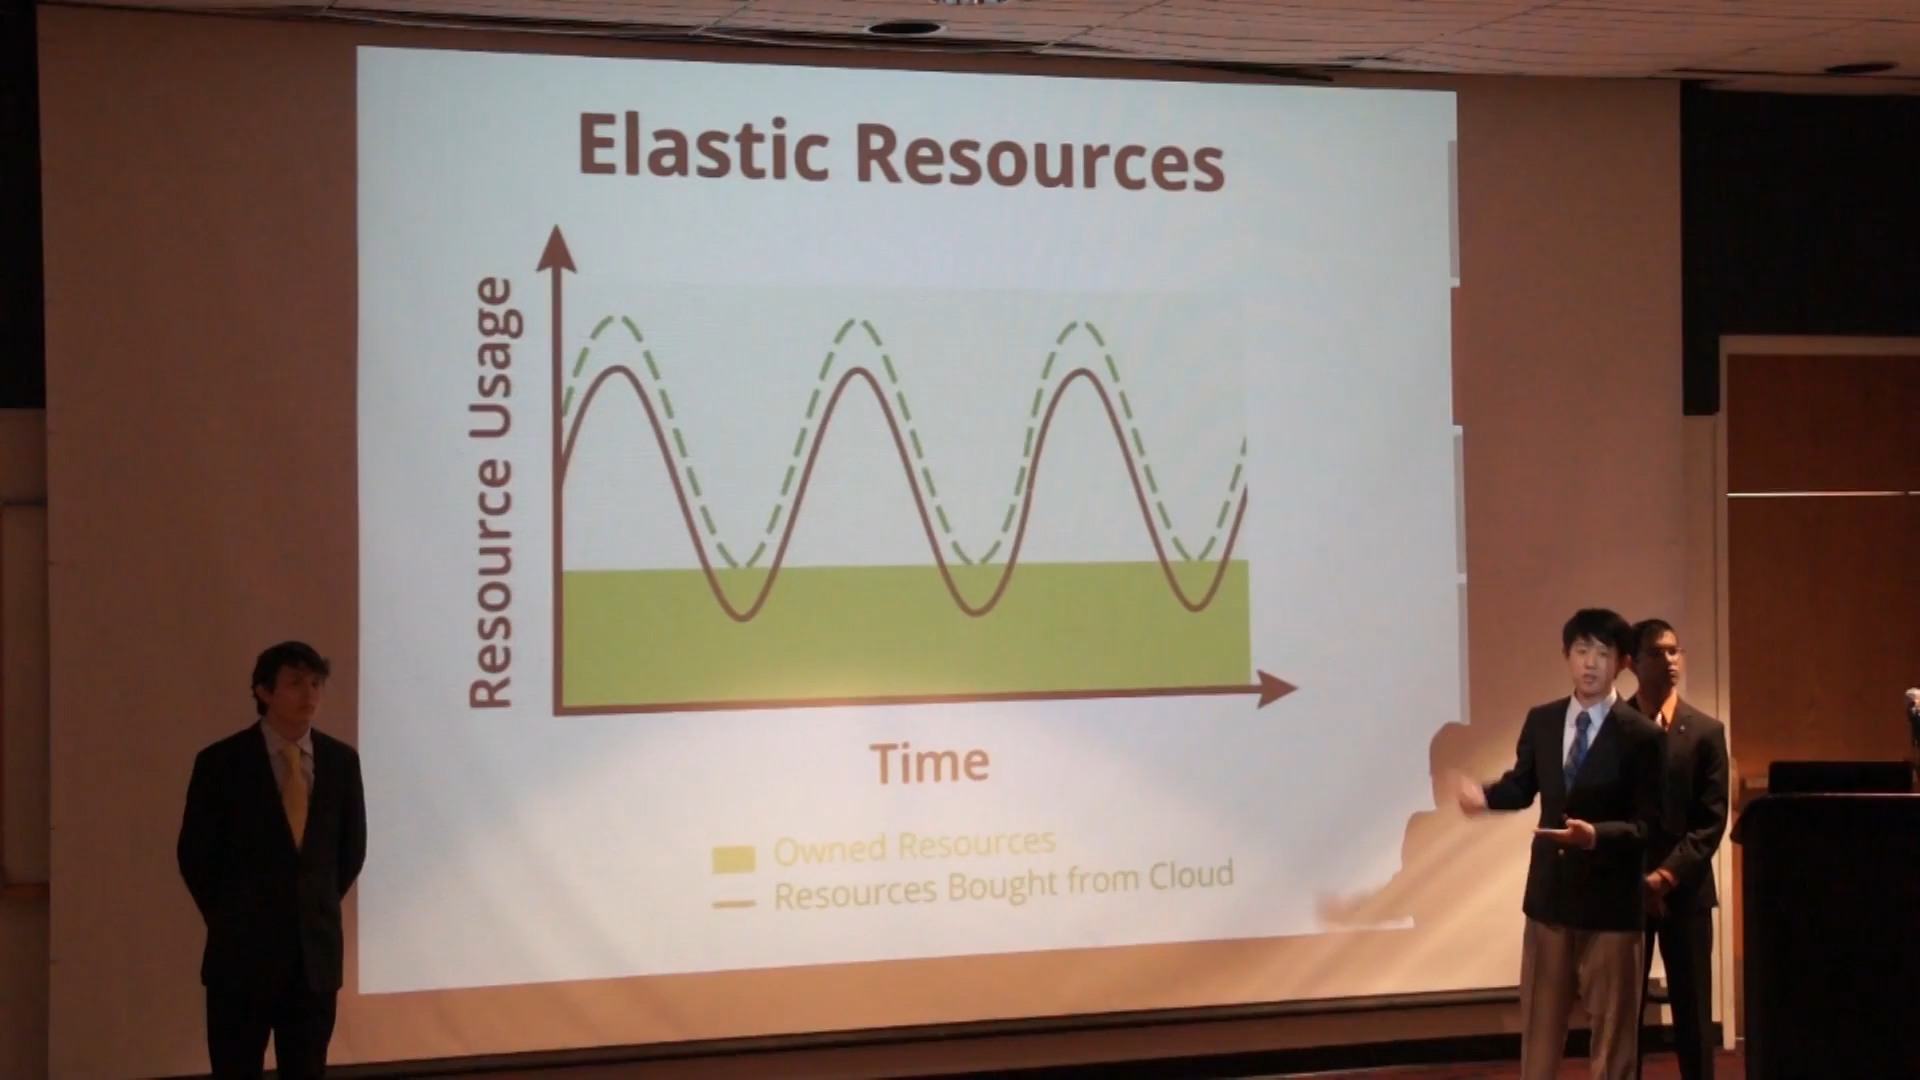 Elastic Resources
Resource Usage
Time
Owned Resources
Resources Bought from Cloud